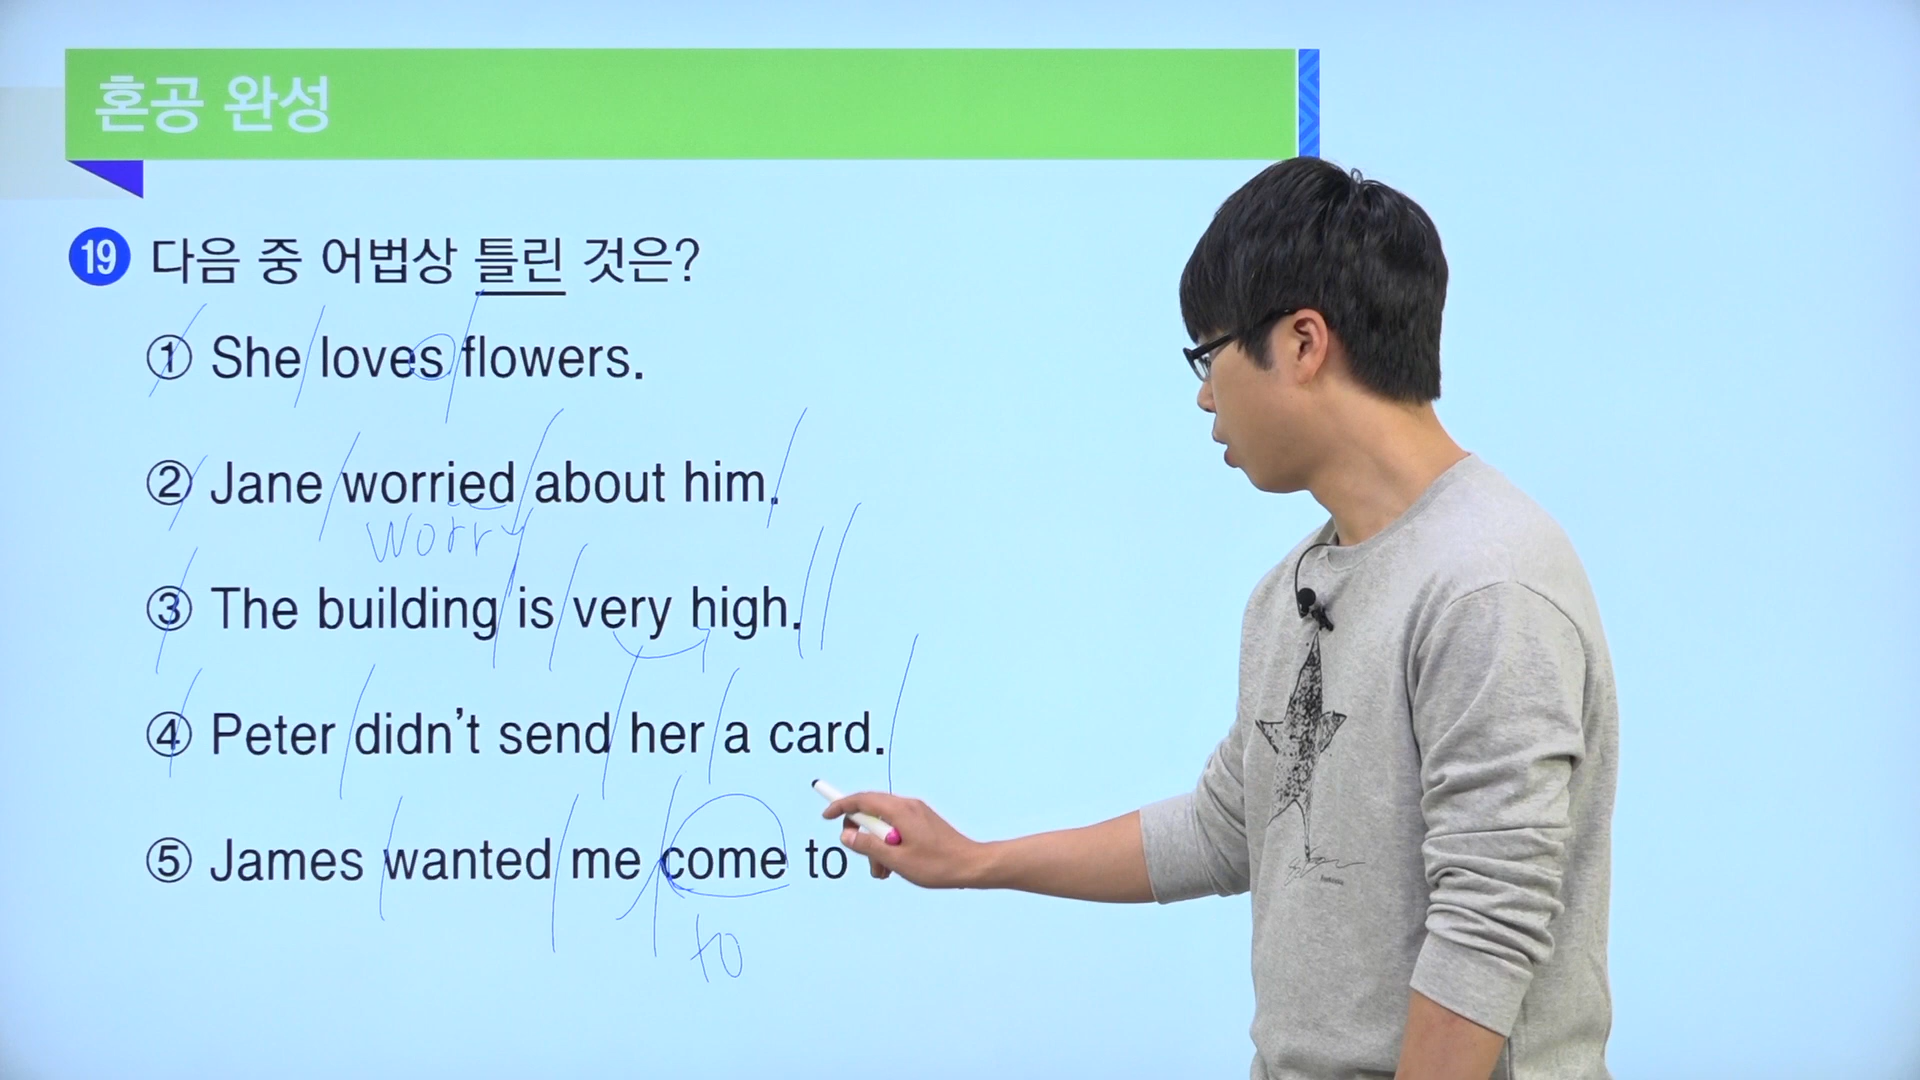 혼공 완성
19 다음 중 어법상 틀린 것은?
① She loves flowers.
② Jane worried about him.
worry
③ The building is very high.
④ Peter didn't send her a card.
⑤ James wanted me come to
to